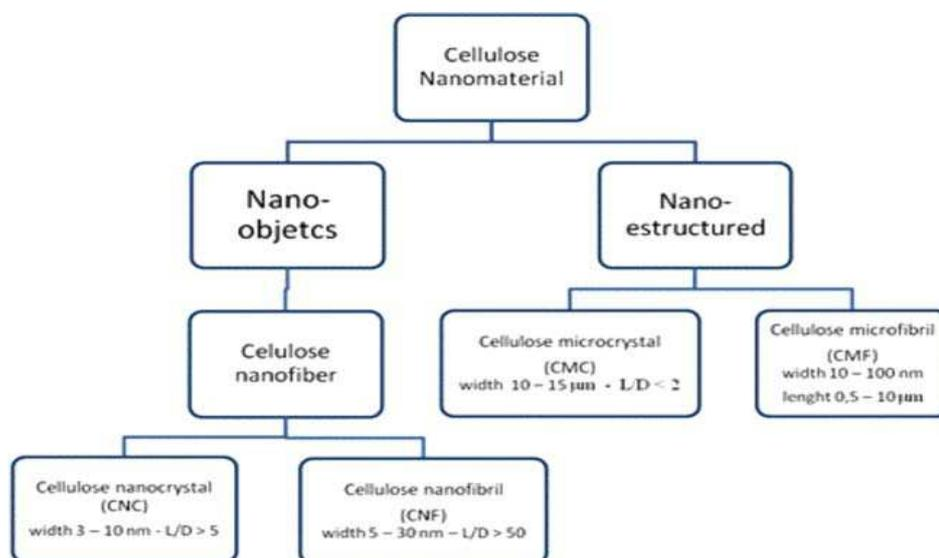 Cellulose
Nanomaterial
Nano-
objetcs
Nano-
estructured
Celulose
nanofiber
Cellulose microcrystal
(CMC)
width 10 – 15 μm - L/D < 2
Cellulose microfibril
(CMF)
width 10 – 100 nm
lenght 0,5 – 10 μm
Cellulose nanocrystal
(CNC)
width 3 – 10 nm - L/D > 5
Cellulose nanofibril
(CNF)
width 5 – 30 nm – L/D > 50